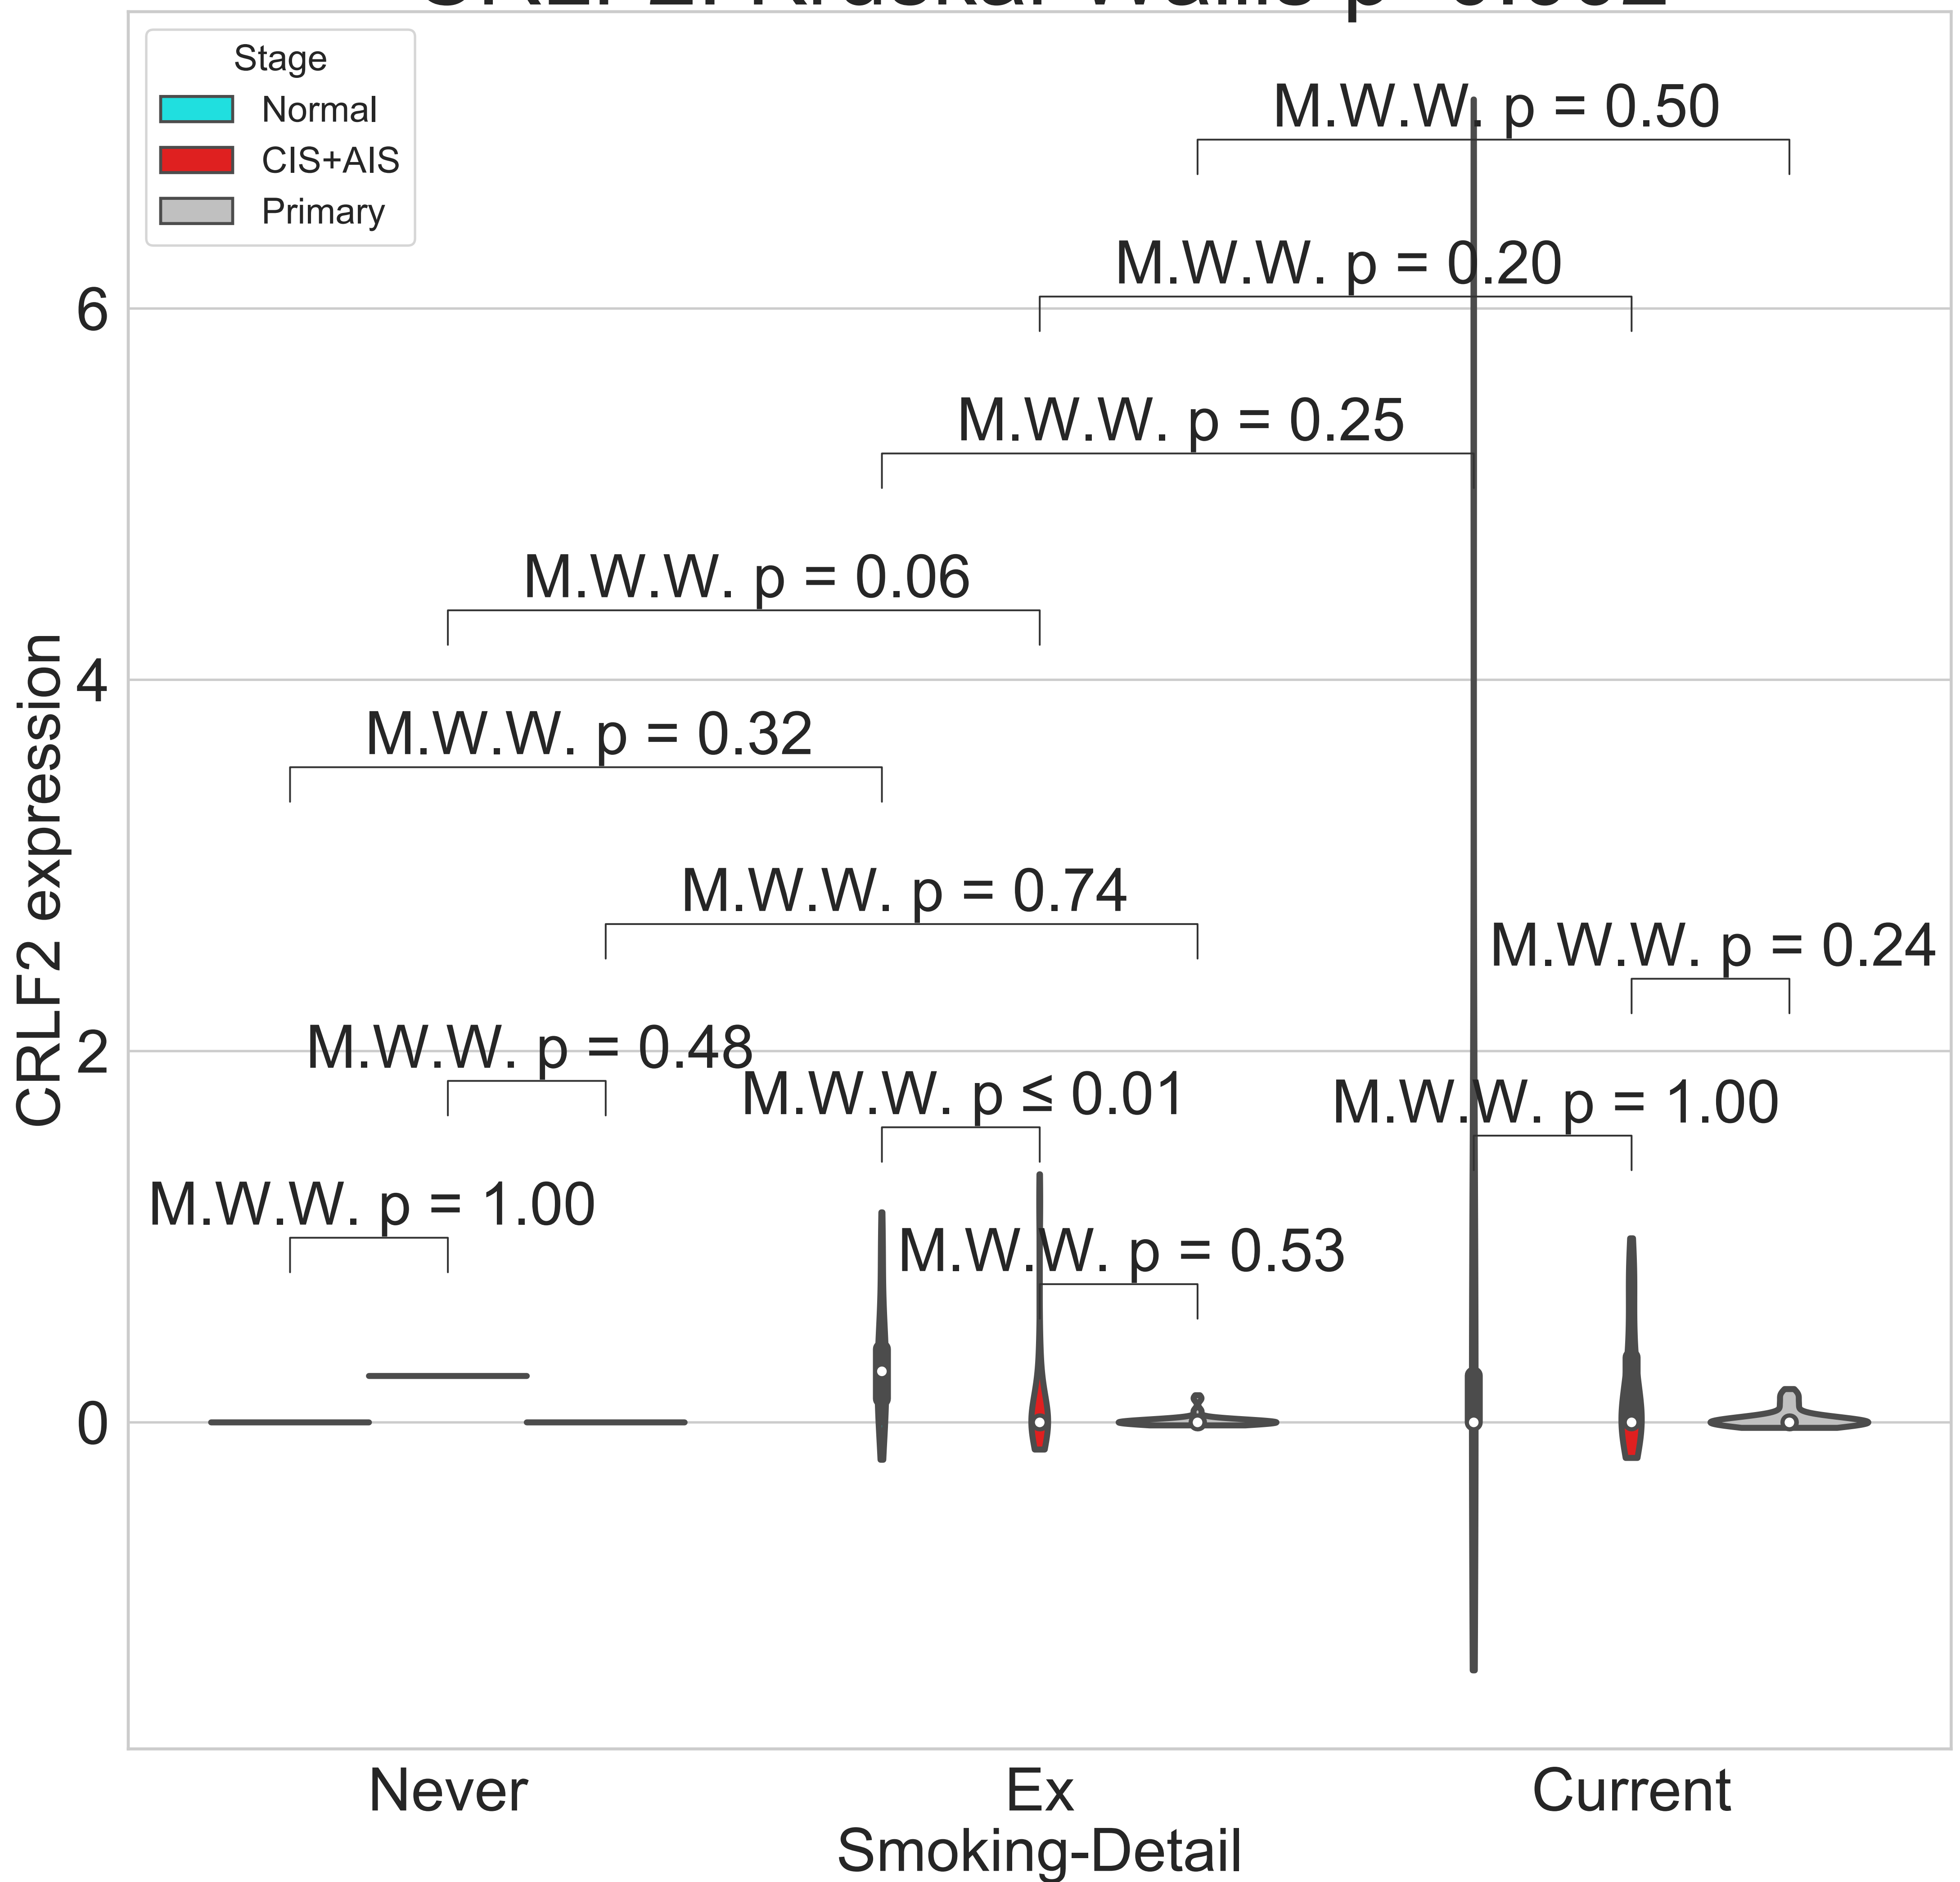 Stage
Normal
CIS+AIS
Primary
M.W.W. p = 0.50
M.W.W. p = 0.20
6
M.W.W. p = 0.25
M.W.W. p = 0.06
4
M.W.W. p = 0.32
M.W.W. p = 0.74
M.W.W. p = 0.24
2
M.W.W. p = 0.48
M.W.W. p ≤ 0.01
M.W.W. p = 1.00
M.W.W. p = 1.00
M.W.W. p = 0.53
0
CRLF2 expression
Never
Ex
Current
Smoking-Detail